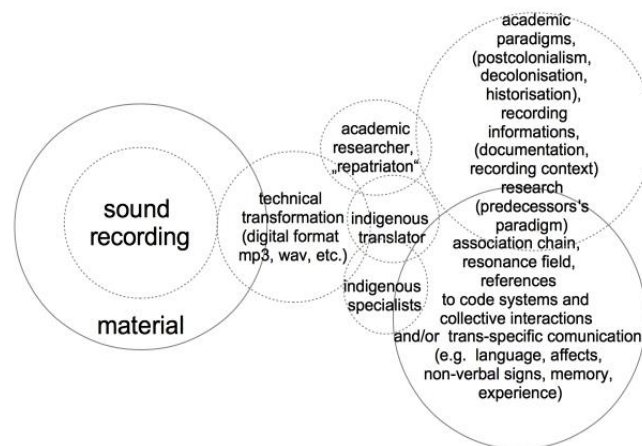 sound
recording
material
technical
transformation
(digital format
mp3, wav, etc.)
academic
researcher,
„repatriaton“
indigenous
translator
indigenous
specialists
academic
paradigms,
(postcolonialism,
decolonisation,
historisation),
recording
informations,
(documentation,
recording context)
research
(predecessors's
paradigm)
association chain,
resonance field,
references
to code systems and
collective interactions
and/or trans-specific comunication
(e.g. language, affects,
non-verbal signs, memory,
experience)